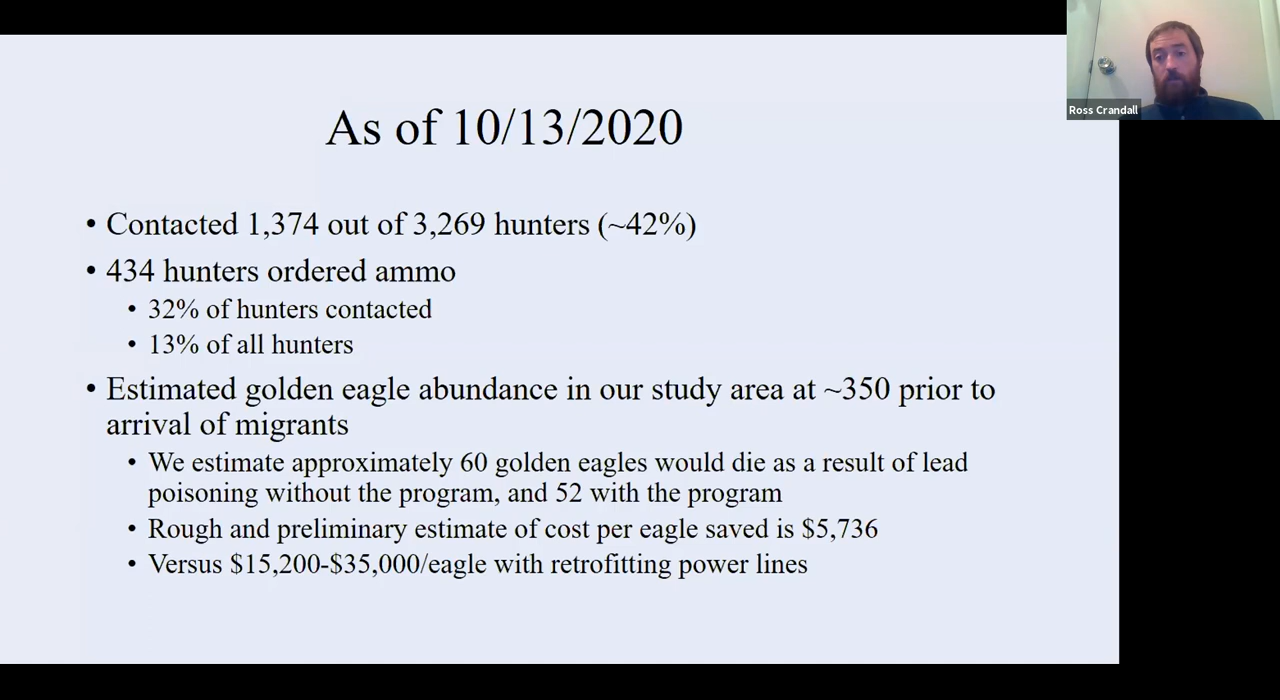 As of 10/13/2020
• Contacted 1,374 out of 3,269 hunters (~42%)
• 434 hunters ordered ammo
• 32% of hunters contacted
• 13% of all hunters
• Estimated golden eagle abundance in our study area at ~350 prior to
arrival of migrants
• We estimate approximately 60 golden eagles would die as a result of lead
poisoning without the program, and 52 with the program
• Rough and preliminary estimate of cost per eagle saved is $5,736
• Versus $15,200-$35,000/eagle with retrofitting power lines
Ross Crandall